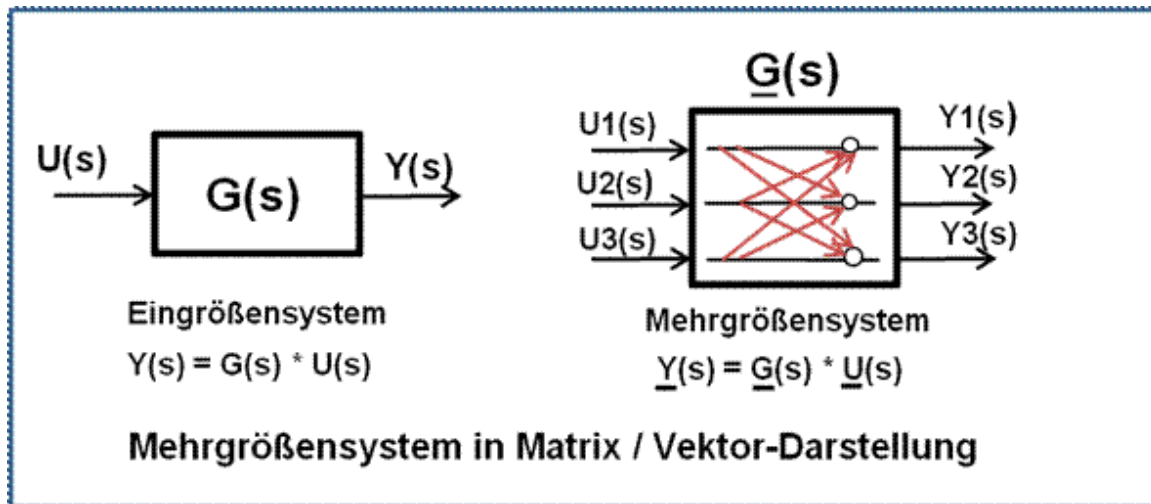 U(s)
G(s)
Y(s)
Eingrößensystem
Y(s) = G(s) * U(s)
G(s)
U1(s)
U2(s)
U3(s)
Y1(s)
Y2(s)
Y3(s)
Mehrgrößensystem
Y(s) = G(s) * U(s)
Mehrgrößensystem in Matrix / Vektor-Darstellung